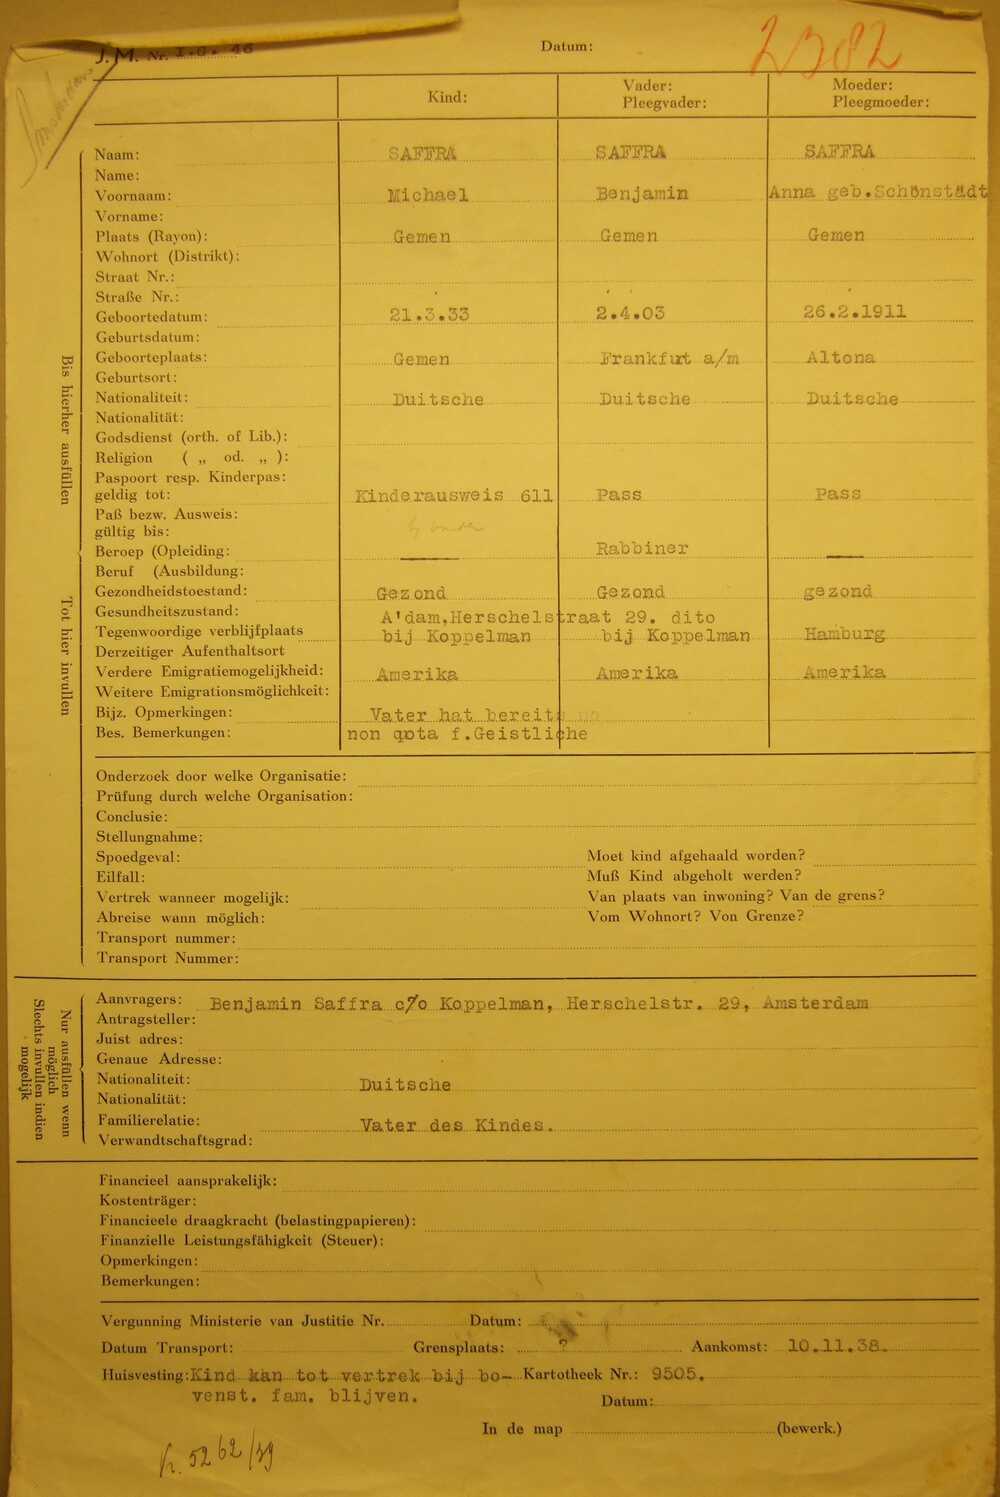 J.M. Nr. I.G. 46 Datum: 2382
Kind: Vader: Pleegvader: Moeder: Pleegmoeder:
Naam: SAFFRA SAFFRA SAFFRA
Name:
Voornaam: Michael Benjamin Anna geb.Schönstädt
Vorname:
Plaats (Rayon): Gemen Gemen Gemen
Wohnort (Distrikt):
Straat Nr.:
Straße Nr.:
Geboortedatum: 21.3.33 2.4.03 26.2.1911
Geburtsdatum:
Geboorteplaats: Gemen Frankfurt a/m Altona
Geburtsort:
Nationaliteit: Duitsche Duitsche Duitsche
Nationalität:
Godsdienst (orth. of Lib.):
Religion ( „ od. „ ):
Paspoort resp. Kinderpas:
geldig tot: Kinderausweis 611 Pass Pass
Paß bezw. Ausweis:
gültig bis:
Beroep (Opleiding: Rabbiner
Beruf (Ausbildung:
Gezondheidstoestand: Gezond Gezond gezond
Gesundheitszustand: A'dam,Herschelstraat 29. dito
Tegenwoordige verblijfplaats bij Koppelman bij Koppelman Hamburg
Derzeitiger Aufenthaltsort
Verdere Emigratiemogelijkheid: Amerika Amerika Amerika
Weitere Emigrationsmöglichkeit:
Bijz. Opmerkingen: Vater hat bereits
Bes. Bemerkungen: non qota f.Geistliche
Bis hierher ausfüllen
Tot hier invullen
Onderzoek door welke Organisatie:
Prüfung durch welche Organisation:
Conclusie:
Stellungnahme:
Spoedgeval: Moet kind afgehaald worden?
Eilfall: Muß Kind abgeholt werden?
Vertrek wanneer mogelijk: Van plaats van inwoning? Van de grens?
Abreise wann möglich: Vom Wohnort? Von Grenze?
Transport nummer:
Transport Nummer:
Nur ausfüllen wenn möglich
Slechts invullen indien mogelijk
Aanvragers: Benjamin Saffra c/o Koppelman, Herschelstr. 29, Amsterdam
Antragsteller:
Juist adres:
Genaue Adresse:
Nationaliteit: Duitsche
Nationalität:
Familierelatie: Vater des Kindes.
Verwandtschaftsgrad:
Financieel aansprakelijk:
Kostenträger:
Financieele draagkracht (belastingpapieren):
Finanzielle Leistungsfähigkeit (Steuer):
Opmerkingen:
Bemerkungen:
Vergunning Ministerie van Justitie Nr. Datum:
Datum Transport: Grensplaats: ? Aankomst: 10.11.38.
Huisvesting: Kind kan tot vertrek bij bo- Kartotheek Nr.: 9505.
venst. fam. blijven. Datum:
In de map (bewerk.)
5262/39